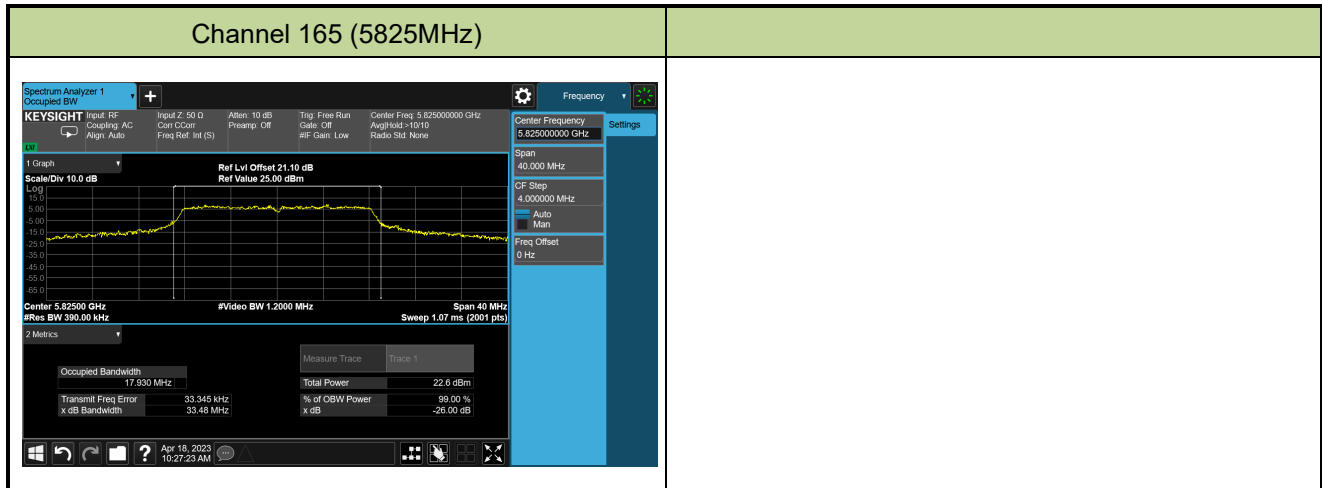 Channel 165 (5825MHz)
Spectrum Analyzer 1
Occupied BW
Frequency
KEYSIGHT
Input: RF
Coupling: AC
Align: Auto
Input Z: 50 Ω
Corr CCorr
Freq Ref: Int (S)
Atten: 10 dB
Preamp: Off
Trig: Free Run
Gate: Off
#IF Gain: Low
Center Freq: 5.825000000 GHz
Avg|Hold:>10/10
Radio Std: None
Center Frequency
5.825000000 GHz
Settings
Span
40.000 MHz
CF Step
4.000000 MHz
Auto
Man
Freq Offset
0 Hz
1 Graph
Ref Lvl Offset 21.10 dB
Scale/Div 10.0 dB
Ref Value 25.00 dBm
Log
15.0
5.00
-5.00
-15.0
-25.0
-35.0
-45.0
-55.0
-65.0
Center 5.82500 GHz
#Video BW 1.2000 MHz
Span 40 MHz
#Res BW 390.00 kHz
Sweep 1.07 ms (2001 pts)
2 Metrics
Measure Trace
Trace 1
Occupied Bandwidth
17.930 MHz
Total Power
22.6 dBm
Transmit Freq Error
33.345 kHz
% of OBW Power
99.00 %
x dB Bandwidth
33.48 MHz
x dB
-26.00 dB
?
Apr 18, 2023
10:27:23 AM